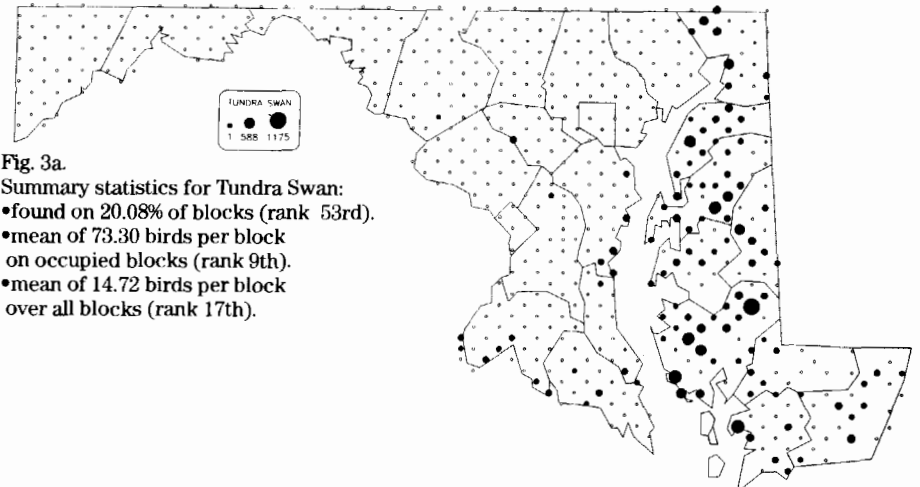 TUNDRA SWAN
1 588 1175
Fig. 3a.
Summary statistics for Tundra Swan:
•found on 20.08% of blocks (rank 53rd).
•mean of 73.30 birds per block
on occupied blocks (rank 9th).
•mean of 14.72 birds per block
over all blocks (rank 17th).